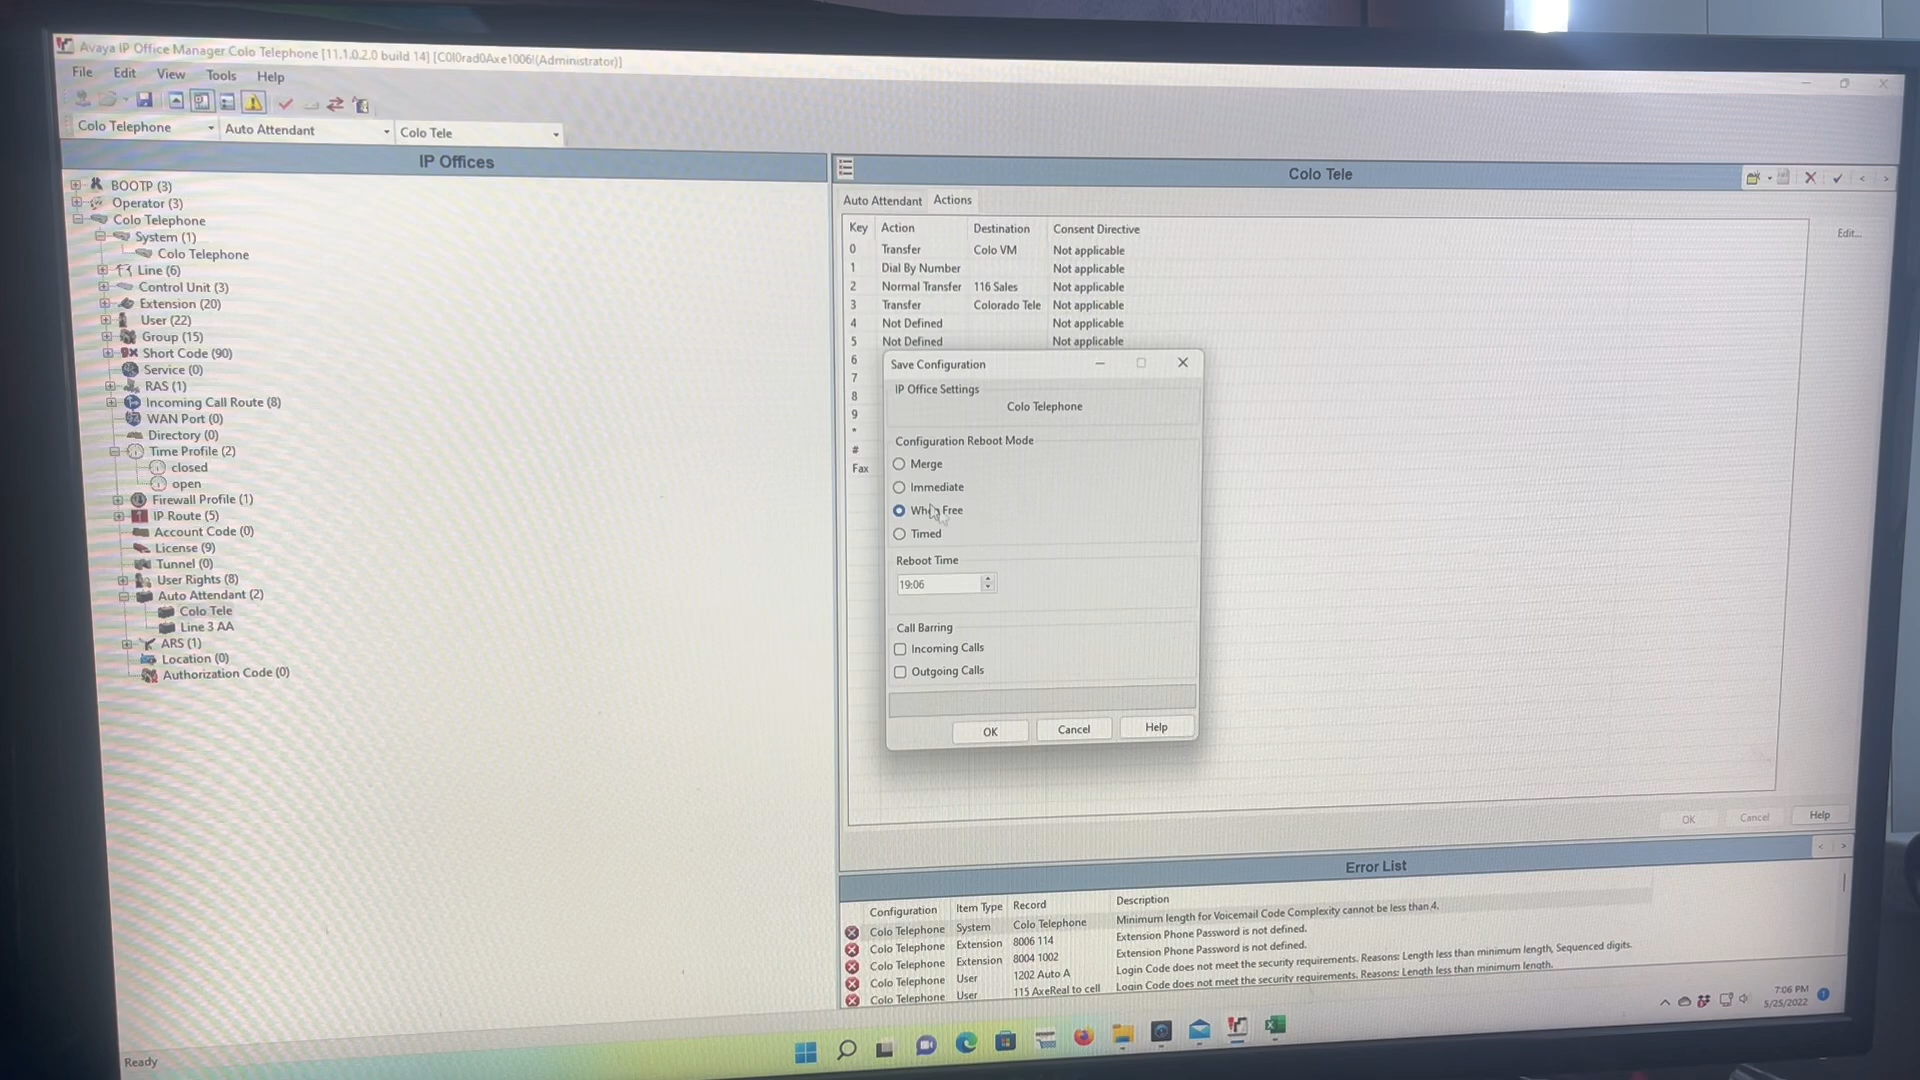 Avaya IP Office Manager Colo Telephone [11.1.0.2.0 build 14] [C0l0rad0Axe1006!(Administrator)]
File Edit View Tools Help
Colo Telephone Auto Attendant Colo Tele
IP Offices
BOOTP (3)
Operator (3)
Colo Telephone
System (1)
Colo Telephone
Line (6)
Control Unit (3)
Extension (20)
User (22)
Group (15)
Short Code (90)
Service (0)
RAS (1)
Incoming Call Route (8)
WAN Port (0)
Directory (0)
Time Profile (2)
closed
open
Firewall Profile (1)
IP Route (5)
Account Code (0)
License (9)
Tunnel (0)
User Rights (8)
Auto Attendant (2)
Colo Tele
Line 3 AA
ARS (1)
Location (0)
Authorization Code (0)
Colo Tele
Auto Attendant Actions
Key Action Destination Consent Directive
0 Transfer Colo VM Not applicable
1 Dial By Number Not applicable
2 Normal Transfer 116 Sales Not applicable
3 Transfer Colorado Tele Not applicable
4 Not Defined Not applicable
5 Not Defined Not applicable
6
7
8
9
*
#
Fax
Edit...
Save Configuration
IP Office Settings
Colo Telephone
Configuration Reboot Mode
Merge
Immediate
When Free
Timed
Reboot Time
19:06
Call Barring
Incoming Calls
Outgoing Calls
OK Cancel Help
OK Cancel Help
Error List
Configuration Item Type Record Description
Colo Telephone System Colo Telephone Minimum length for Voicemail Code Complexity cannot be less than 4.
Colo Telephone Extension 8006 114 Extension Phone Password is not defined.
Colo Telephone Extension 8004 1002 Extension Phone Password is not defined.
Colo Telephone User 1202 Auto A Login Code does not meet the security requirements. Reasons: Length less than minimum length, Sequenced digits.
Colo Telephone User 115 AxeReal to cell Login Code does not meet the security requirements. Reasons: Length less than minimum length.
Ready
7:06 PM
5/25/2022
1